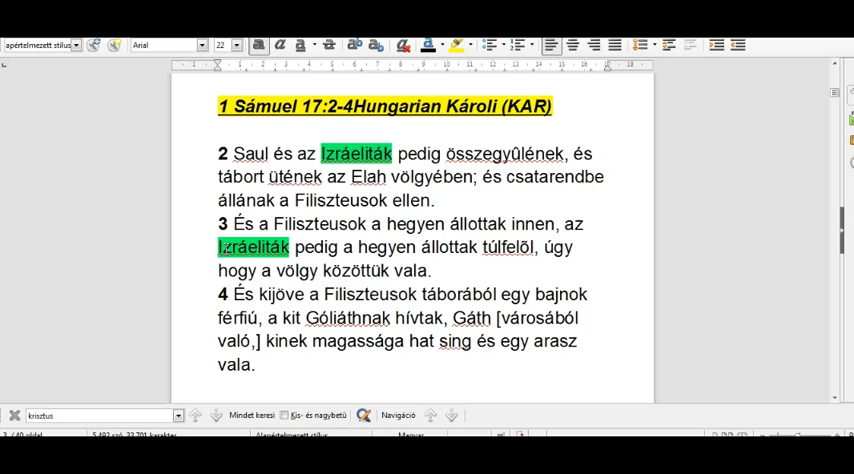 apértelmezett stílus Arial 22
1 Sámuel 17:2-4Hungarian Károli (KAR)
2 Saul és az Izráeliták pedig összegyûlének, és
tábort ütének az Elah völgyében; és csatarendbe
állának a Filiszteusok ellen.
3 És a Filiszteusok a hegyen állottak innen, az
Izráeliták pedig a hegyen állottak túlfelõl, úgy
hogy a völgy közöttük vala.
4 És kijöve a Filiszteusok táborából egy bajnok
férfiú, a kit Góliáthnak hívtak, Gáth [városából
való,] kinek magassága hat sing és egy arasz
vala.
krisztus Mindet keresi Kis- és nagybetű Navigáció